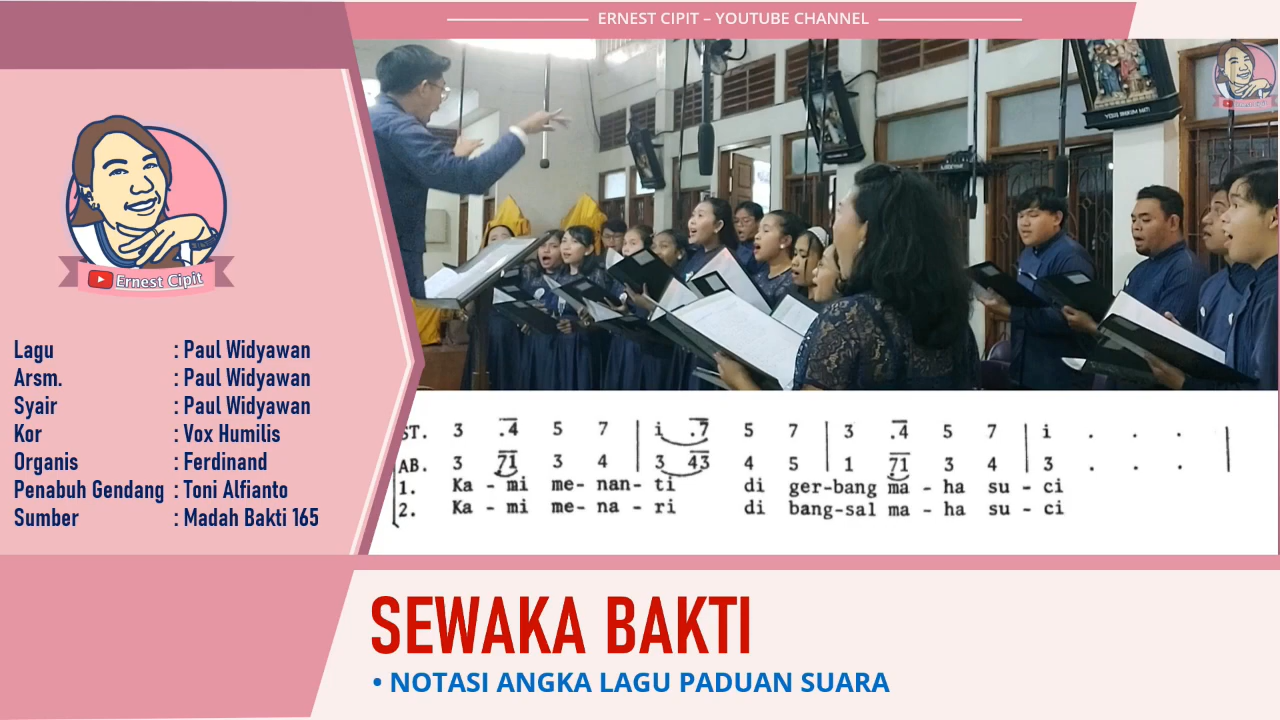 ERNEST CIPIT – YOUTUBE CHANNEL
YESUS SENGSARA WAFAT
Ernest Cipit
Lagu : Paul Widyawan
Arsm. : Paul Widyawan
Syair : Paul Widyawan
Kor : Vox Humilis
Organis : Ferdinand
Penabuh Gendang : Toni Alfianto
Sumber : Madah Bakti 165
ST. 3 .4 5 7 | i .7 5 7 | 3 .4 5 7 | i . . . |
AB. 3 71 3 4 | 3 43 4 5 | 1 71 3 4 | 3 . . . |
1. Ka - mi me- nan- ti di ger-bang ma - ha su - ci
2. Ka - mi me- na - ri di bang-sal ma - ha su - ci
SEWAKA BAKTI
• NOTASI ANGKA LAGU PADUAN SUARA